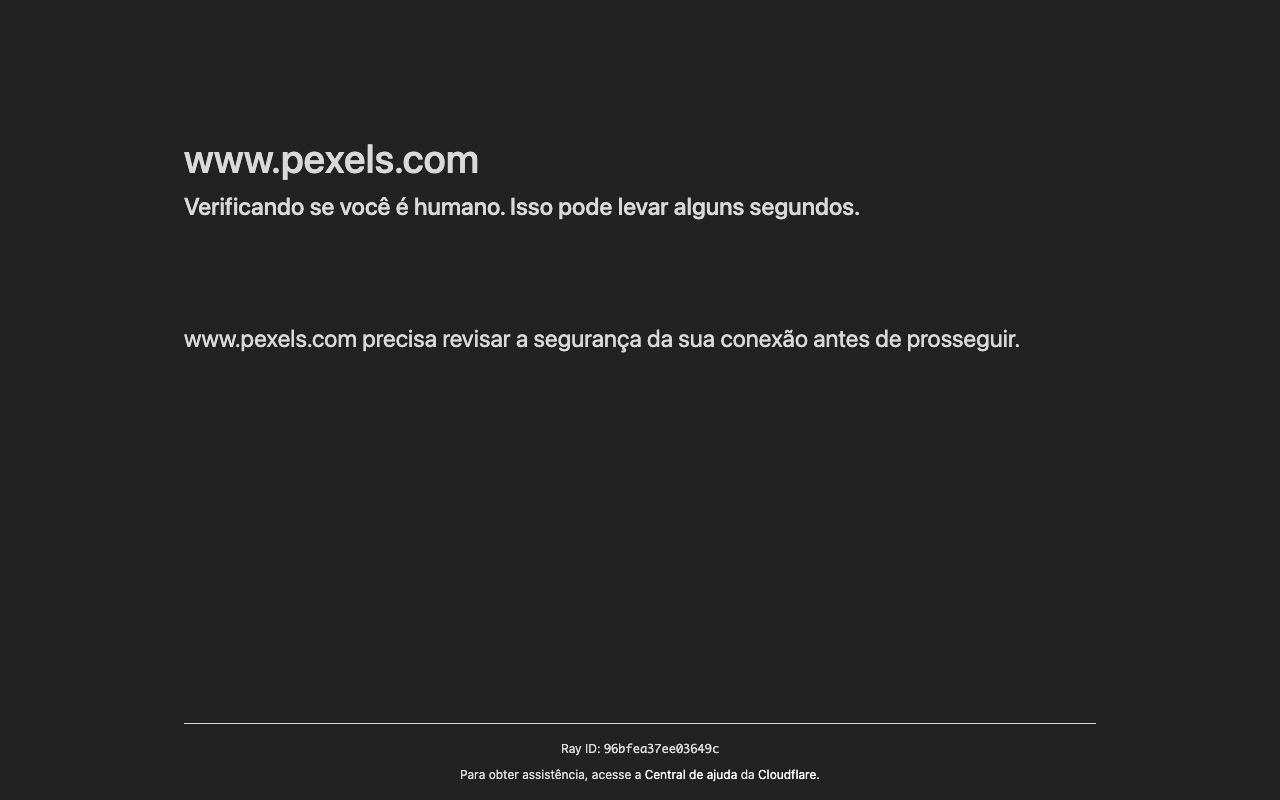 www.pexels.com
Verificando se você é humano. Isso pode levar alguns segundos.
www.pexels.com precisa revisar a segurança da sua conexão antes de prosseguir.
Ray ID: 96bfea37ee03649c
Para obter assistência, acesse a Central de ajuda da Cloudflare.